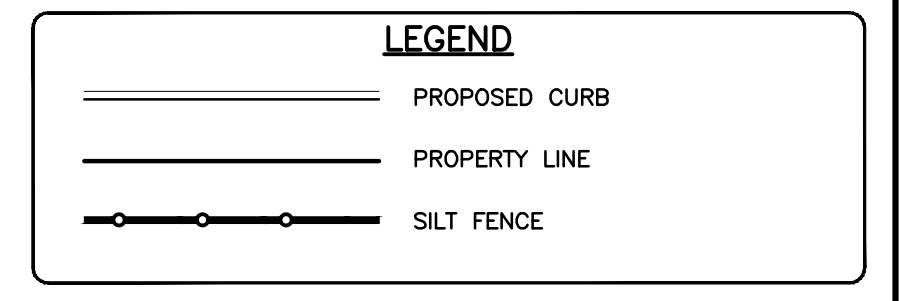 LEGEND
PROPOSED CURB
PROPERTY LINE
SILT FENCE